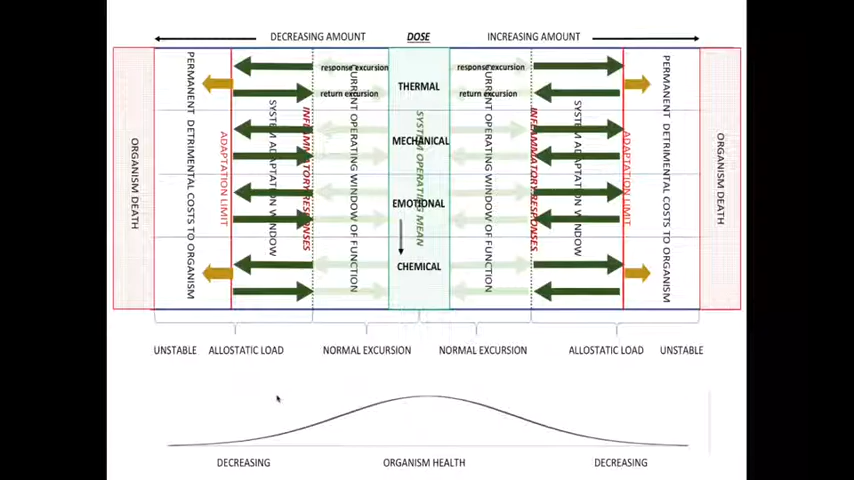 DECREASING AMOUNT
DOSE
INCREASING AMOUNT
response excursion
response excursion
THERMAL
return excursion
return excursion
MECHANICAL
EMOTIONAL
CHEMICAL
ORGANISM DEATH
PERMANENT DETRIMENTAL COSTS TO ORGANISM
ADAPTATION LIMIT
SYSTEM ADAPTATION WINDOW
INFLAMMATORY RESPONSES
CURRENT OPERATING WINDOW OF FUNCTION
SYSTEM OPERATING MEAN
CURRENT OPERATING WINDOW OF FUNCTION
INFLAMMATORY RESPONSES
SYSTEM ADAPTATION WINDOW
ADAPTATION LIMIT
PERMANENT DETRIMENTAL COSTS TO ORGANISM
ORGANISM DEATH
UNSTABLE
ALLOSTATIC LOAD
NORMAL EXCURSION
NORMAL EXCURSION
ALLOSTATIC LOAD
UNSTABLE
DECREASING
ORGANISM HEALTH
DECREASING